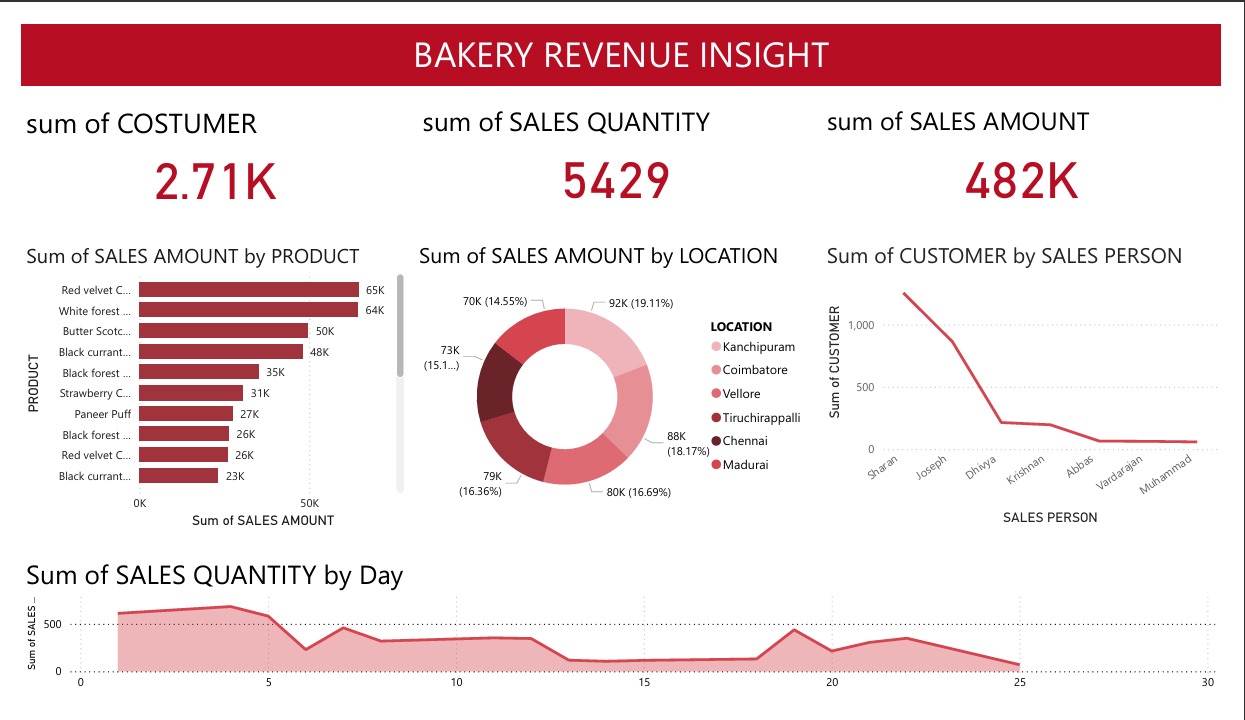 BAKERY REVENUE INSIGHT
sum of COSTUMER
2.71K
sum of SALES QUANTITY
5429
sum of SALES AMOUNT
482K
Sum of SALES AMOUNT by PRODUCT
PRODUCT
Red velvet C... 65K
White forest ... 64K
Butter Scotc... 50K
Black currant... 48K
Black forest ... 35K
Strawberry C... 31K
Paneer Puff 27K
Black forest ... 26K
Red velvet C... 26K
Black currant... 23K
0K 50K
Sum of SALES AMOUNT
Sum of SALES AMOUNT by LOCATION
70K (14.55%)
92K (19.11%)
73K
(15.1...)
88K
(18.17%)
79K
(16.36%)
80K (16.69%)
LOCATION
Kanchipuram
Coimbatore
Vellore
Tiruchirappalli
Chennai
Madurai
Sum of CUSTOMER by SALES PERSON
Sum of CUSTOMER
1,000
500
0
Sharan Joseph Dhivya Krishnan Abbas Vardarajan Muhammad
SALES PERSON
Sum of SALES QUANTITY by Day
Sum of SALES ...
500
0
0 5 10 15 20 25 30